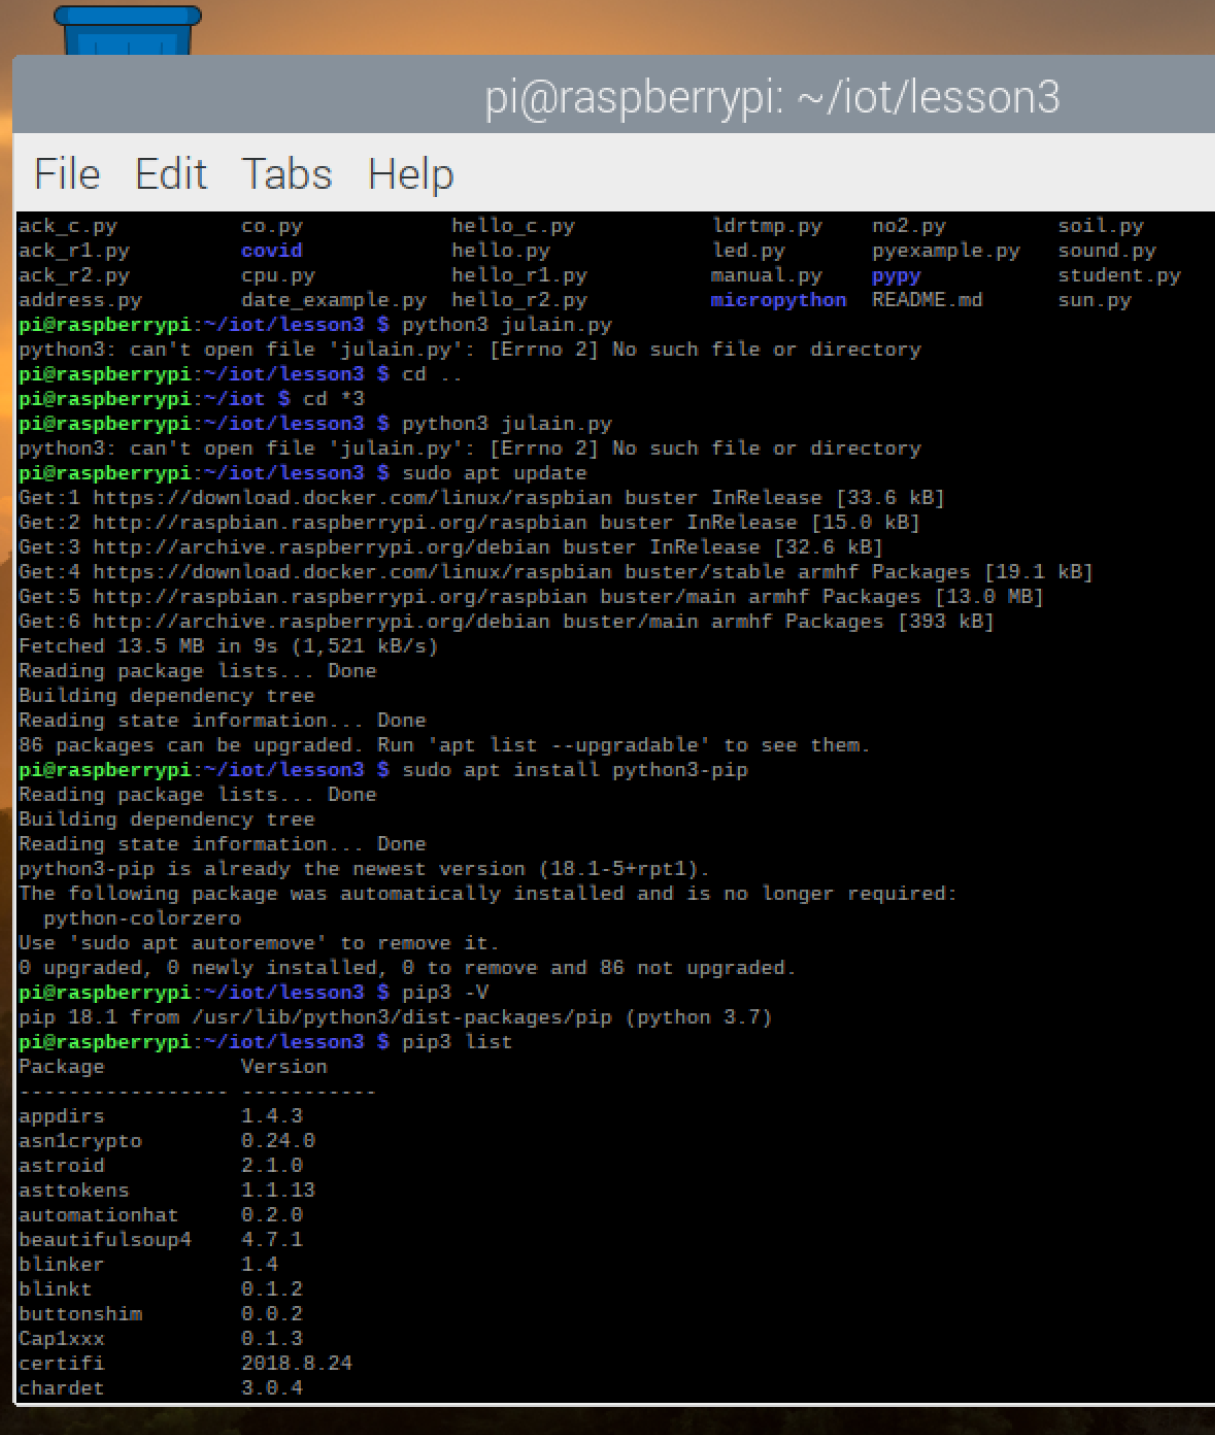 pi@raspberrypi: ~/iot/lesson3
File Edit Tabs Help
ack_c.py co.py hello_c.py ldrtmp.py no2.py soil.py
ack_r1.py covid hello.py led.py pyexample.py sound.py
ack_r2.py cpu.py hello_r1.py manual.py pypy student.py
address.py date_example.py hello_r2.py micropython README.md sun.py
pi@raspberrypi:~/iot/lesson3 $ python3 julain.py
python3: can't open file 'julain.py': [Errno 2] No such file or directory
pi@raspberrypi:~/iot/lesson3 $ cd ..
pi@raspberrypi:~/iot $ cd *3
pi@raspberrypi:~/iot/lesson3 $ python3 julain.py
python3: can't open file 'julain.py': [Errno 2] No such file or directory
pi@raspberrypi:~/iot/lesson3 $ sudo apt update
Get:1 https://download.docker.com/linux/raspbian buster InRelease [33.6 kB]
Get:2 http://raspbian.raspberrypi.org/raspbian buster InRelease [15.0 kB]
Get:3 http://archive.raspberrypi.org/debian buster InRelease [32.6 kB]
Get:4 https://download.docker.com/linux/raspbian buster/stable armhf Packages [19.1 kB]
Get:5 http://raspbian.raspberrypi.org/raspbian buster/main armhf Packages [13.0 MB]
Get:6 http://archive.raspberrypi.org/debian buster/main armhf Packages [393 kB]
Fetched 13.5 MB in 9s (1,521 kB/s)
Reading package lists... Done
Building dependency tree
Reading state information... Done
86 packages can be upgraded. Run 'apt list --upgradable' to see them.
pi@raspberrypi:~/iot/lesson3 $ sudo apt install python3-pip
Reading package lists... Done
Building dependency tree
Reading state information... Done
python3-pip is already the newest version (18.1-5+rpt1).
The following package was automatically installed and is no longer required:
  python-colorzero
Use 'sudo apt autoremove' to remove it.
0 upgraded, 0 newly installed, 0 to remove and 86 not upgraded.
pi@raspberrypi:~/iot/lesson3 $ pip3 -V
pip 18.1 from /usr/lib/python3/dist-packages/pip (python 3.7)
pi@raspberrypi:~/iot/lesson3 $ pip3 list
Package Version
----------------- -----------
appdirs 1.4.3
asn1crypto 0.24.0
astroid 2.1.0
asttokens 1.1.13
automationhat 0.2.0
beautifulsoup4 4.7.1
blinker 1.4
blinkt 0.1.2
buttonshim 0.0.2
Cap1xxx 0.1.3
certifi 2018.8.24
chardet 3.0.4